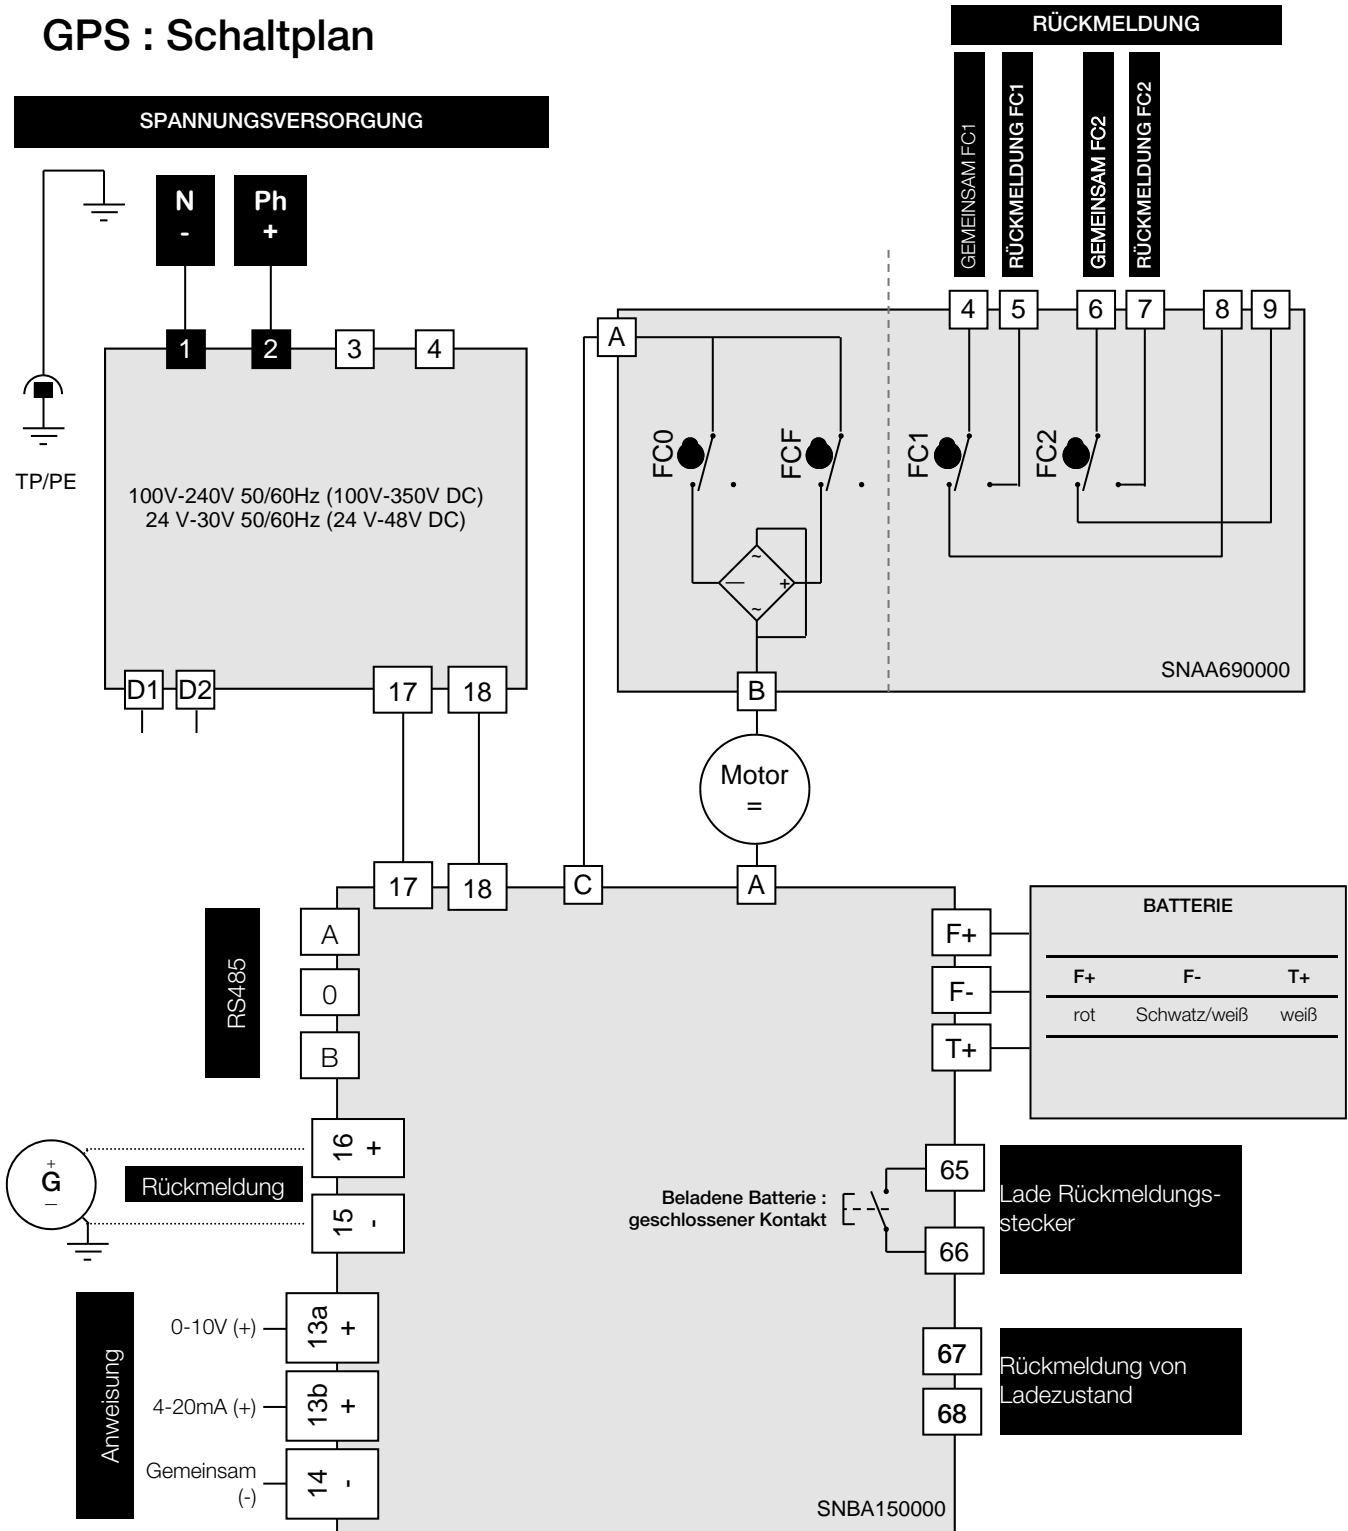 GPS : Schaltplan
RÜCKMELDUNG
SPANNUNGSVERSORGUNG
GEMEINSAM FC1
RÜCKMELDUNG FC1
GEMEINSAM FC2
RÜCKMELDUNG FC2
N
-
Ph
+
4 5 6 7 8 9
A
1 2 3 4
FC0 FCF FC1 FC2
TP/PE
100V-240V 50/60Hz (100V-350V DC)
24 V-30V 50/60Hz (24 V-48V DC)
~
— +
~
SNAA690000
D1 D2 17 18
B
Motor
=
17 18 C A
RS485
A
0
B
F+
F-
T+
BATTERIE
F+ F- T+
rot Schwatz/weiß weiß
+
G
–
Rückmeldung
16 +
15 -
Beladene Batterie :
geschlossener Kontakt
65
66
Lade Rückmeldungs-
stecker
Anweisung
0-10V (+)
13a +
4-20mA (+)
13b +
Gemeinsam
(-)
14 -
67
68
Rückmeldung von
Ladezustand
SNBA150000